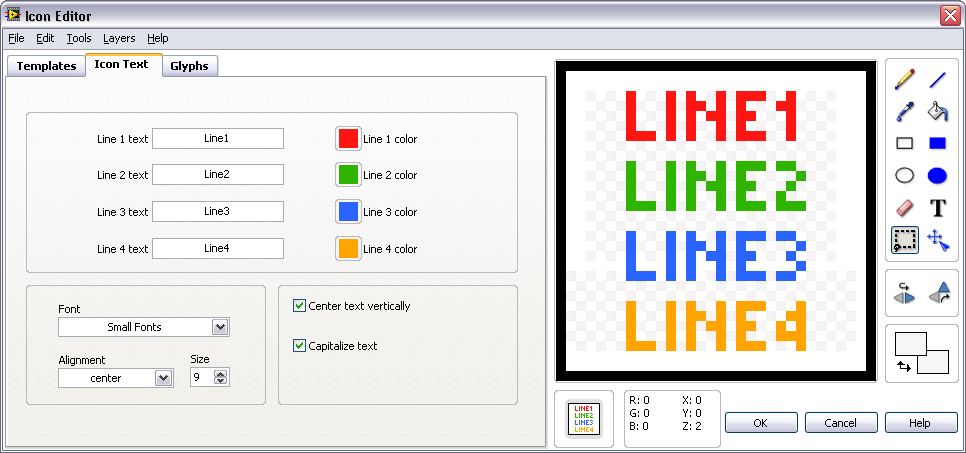 Icon Editor
File Edit Tools Layers Help
Templates Icon Text Glyphs
Line 1 text Line1 Line 1 color
Line 2 text Line2 Line 2 color
Line 3 text Line3 Line 3 color
Line 4 text Line4 Line 4 color
Font
Small Fonts
Alignment
center
Size
9
Center text vertically
Capitalize text
LINE1
LINE2
LINE3
LINE4
T
LINE1
LINE2
LINE3
LINE4
R: 0 X: 0
G: 0 Y: 0
B: 0 Z: 2
OK Cancel Help